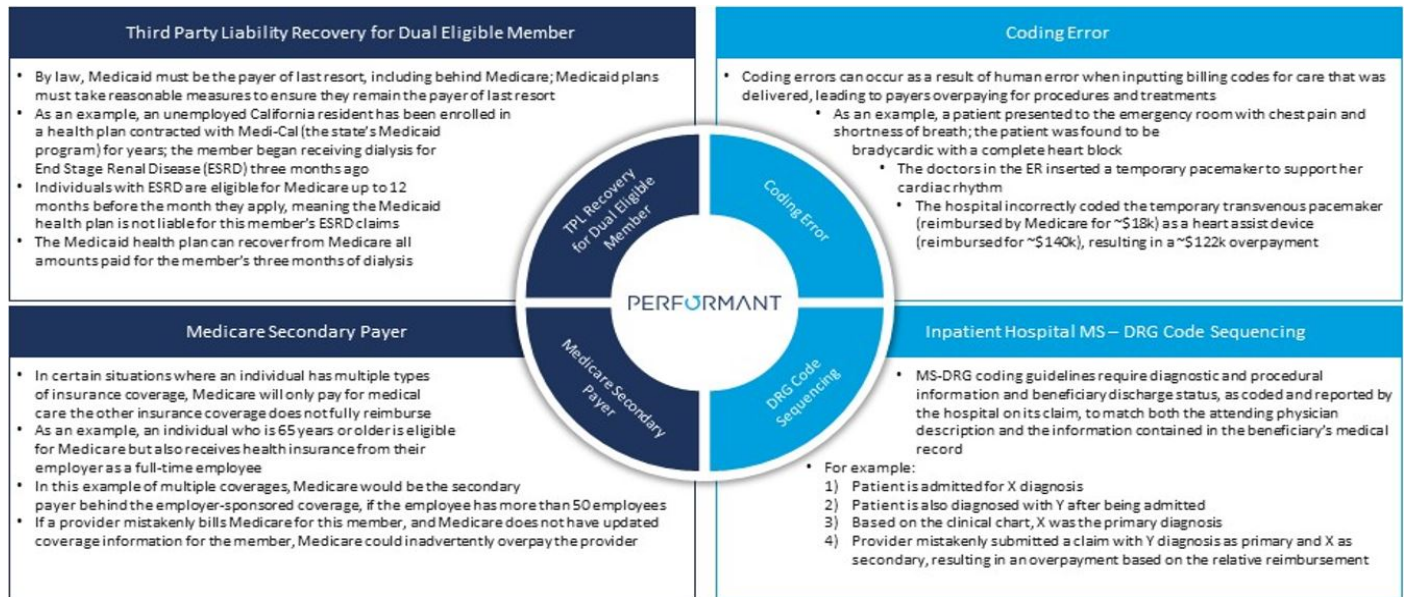 Third Party Liability Recovery for Dual Eligible Member
• By law, Medicaid must be the payer of last resort, including behind Medicare; Medicaid plans
must take reasonable measures to ensure they remain the payer of last resort
• As an example, an unemployed California resident has been enrolled in
a health plan contracted with Medi-Cal (the state's Medicaid
program) for years; the member began receiving dialysis for
End Stage Renal Disease (ESRD) three months ago
• Individuals with ESRD are eligible for Medicare up to 12
months before the month they apply, meaning the Medicaid
health plan is not liable for this member's ESRD claims
• The Medicaid health plan can recover from Medicare all
amounts paid for the member's three months of dialysis
Coding Error
• Coding errors can occur as a result of human error when inputting billing codes for care that was
delivered, leading to payers overpaying for procedures and treatments
• As an example, a patient presented to the emergency room with chest pain and
shortness of breath; the patient was found to be
bradycardic with a complete heart block
• The doctors in the ER inserted a temporary pacemaker to support her
cardiac rhythm
• The hospital incorrectly coded the temporary transvenous pacemaker
(reimbursed by Medicare for ~$18k) as a heart assist device
(reimbursed for ~$140k), resulting in a ~$122k overpayment
TPL Recovery
for Dual Eligible
Member
Coding Error
PERFORMANT
Medicare Secondary
Payer
DRG Code
Sequencing
Medicare Secondary Payer
• In certain situations where an individual has multiple types
of insurance coverage, Medicare will only pay for medical
care the other insurance coverage does not fully reimburse
• As an example, an individual who is 65 years or older is eligible
for Medicare but also receives health insurance from their
employer as a full-time employee
• In this example of multiple coverages, Medicare would be the secondary
payer behind the employer-sponsored coverage, if the employee has more than 50 employees
• If a provider mistakenly bills Medicare for this member, and Medicare does not have updated
coverage information for the member, Medicare could inadvertently overpay the provider
Inpatient Hospital MS – DRG Code Sequencing
• MS-DRG coding guidelines require diagnostic and procedural
information and beneficiary discharge status, as coded and reported by
the hospital on its claim, to match both the attending physician
description and the information contained in the beneficiary's medical
record
• For example:
1) Patient is admitted for X diagnosis
2) Patient is also diagnosed with Y after being admitted
3) Based on the clinical chart, X was the primary diagnosis
4) Provider mistakenly submitted a claim with Y diagnosis as primary and X as
secondary, resulting in an overpayment based on the relative reimbursement